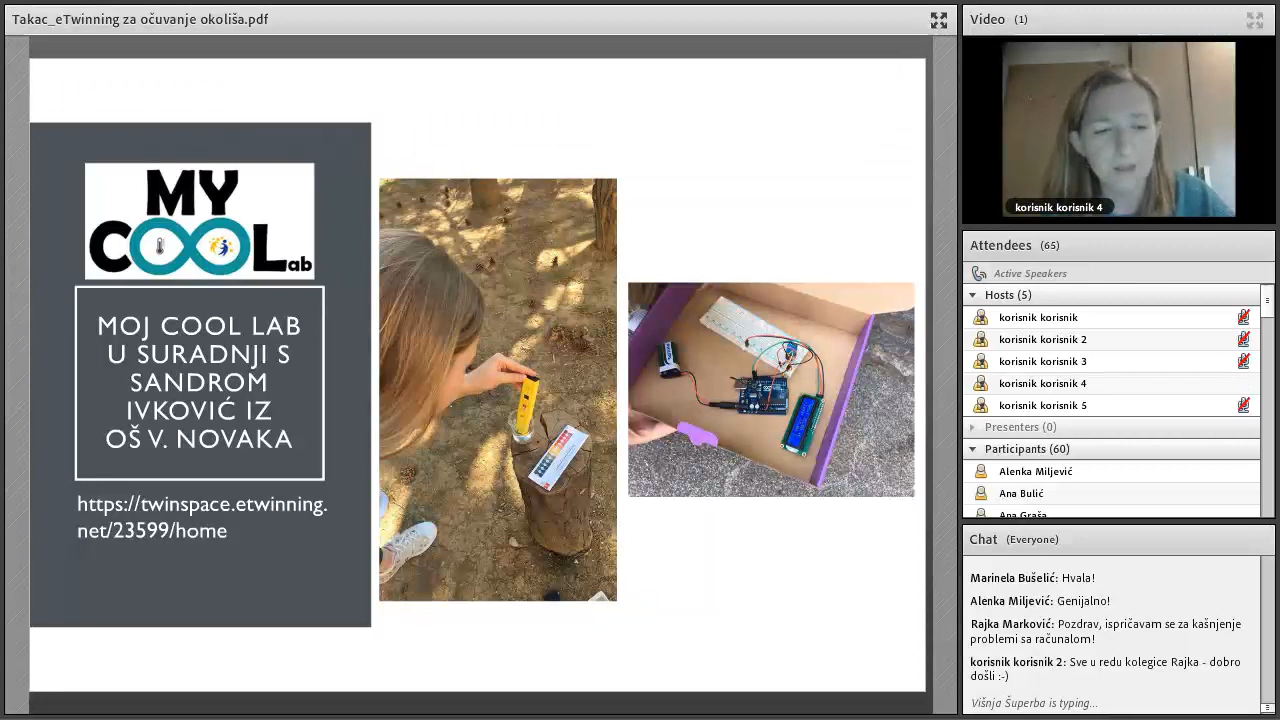 Takac_eTwinning za očuvanje okoliša.pdf
MY
COOLab
MOJ COOL LAB
U SURADNJI S
SANDROM
IVKOVIĆ IZ
OŠ V. NOVAKA
https://twinspace.etwinning.
net/23599/home
Video (1)
korisnik korisnik 4
Attendees (65)
Active Speakers
Hosts (5)
korisnik korisnik
korisnik korisnik 2
korisnik korisnik 3
korisnik korisnik 4
korisnik korisnik 5
Presenters (0)
Participants (60)
Alenka Miljević
Ana Bulić
Ana Graša
Chat (Everyone)
Marinela Bušelić: Hvala!
Alenka Miljević: Genijalno!
Rajka Marković: Pozdrav, ispričavam se za kašnjenje
problemi sa računalom!
korisnik korisnik 2: Sve u redu kolegice Rajka - dobro
došli :-)
Višnja Šuperba is typing...